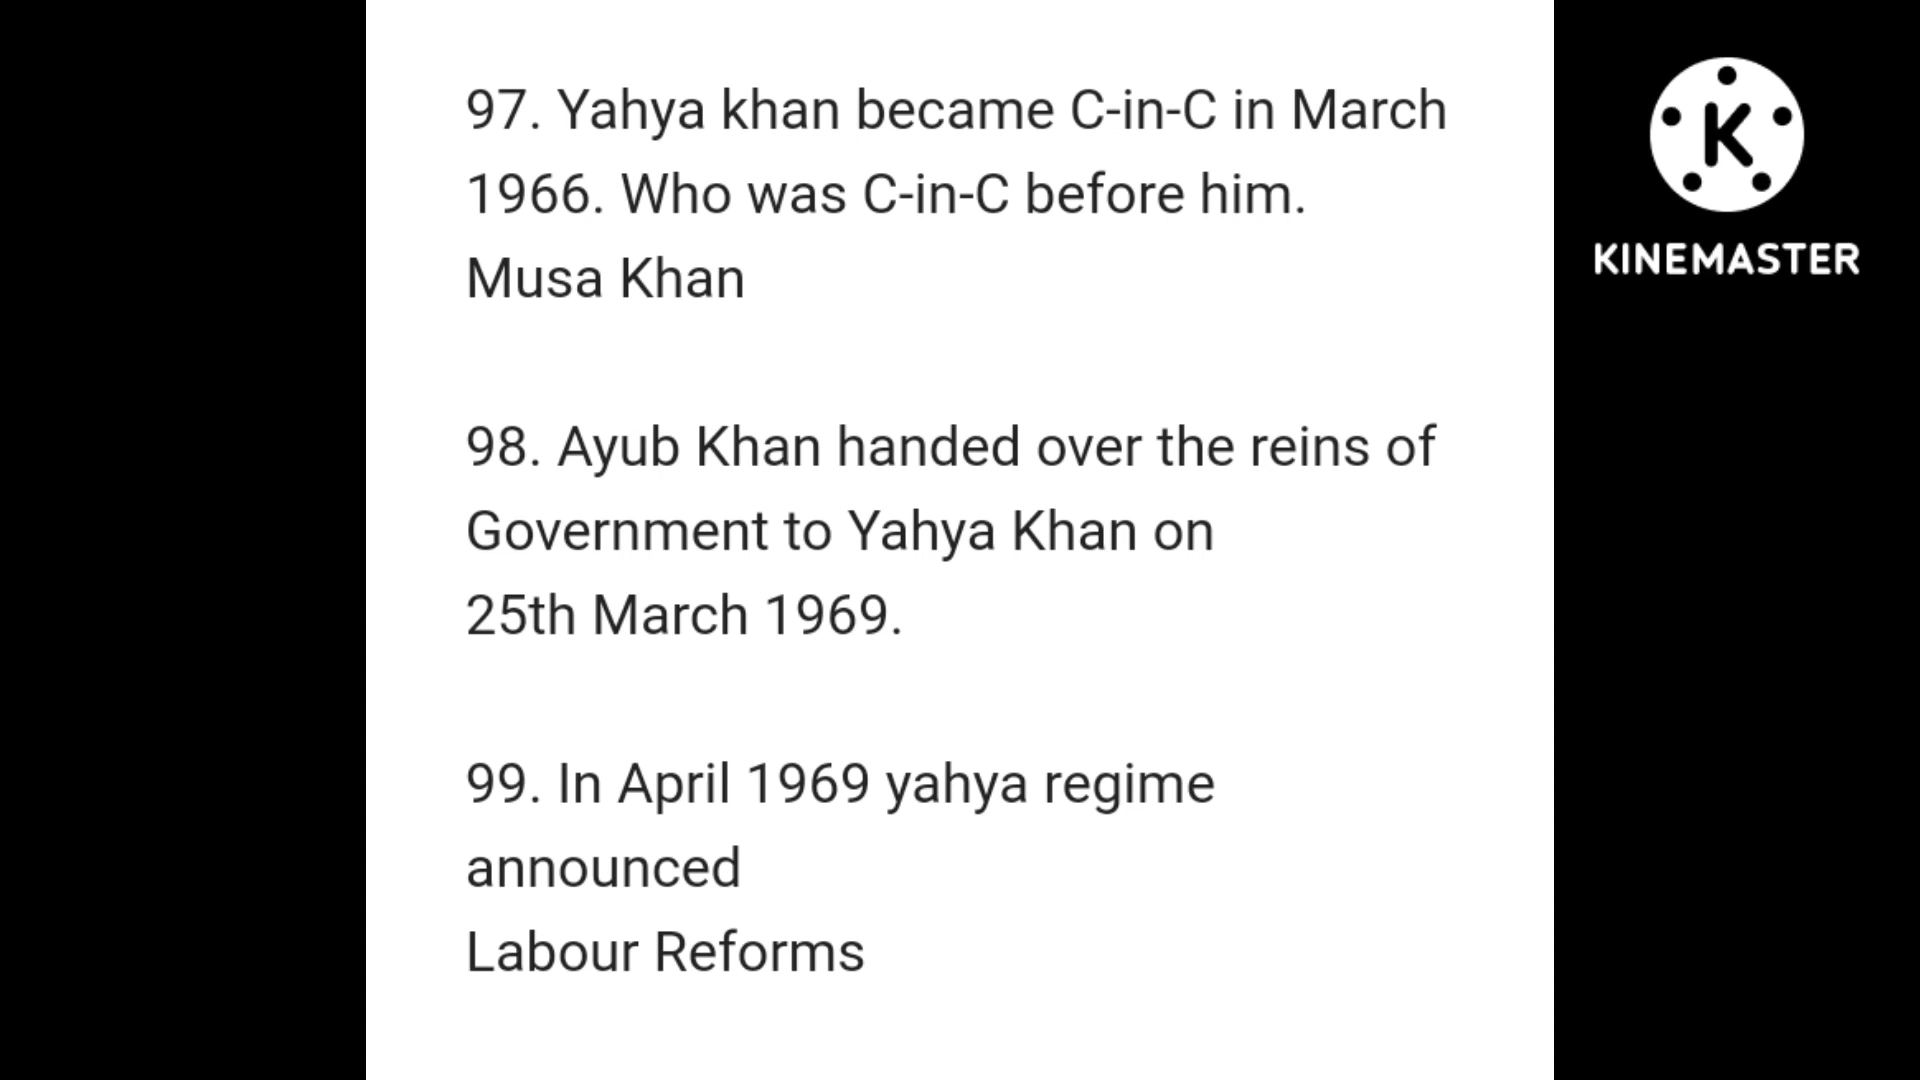 97. Yahya khan became C-in-C in March
1966. Who was C-in-C before him.
Musa Khan
98. Ayub Khan handed over the reins of
Government to Yahya Khan on
25th March 1969.
99. In April 1969 yahya regime
announced
Labour Reforms
K
KINEMASTER